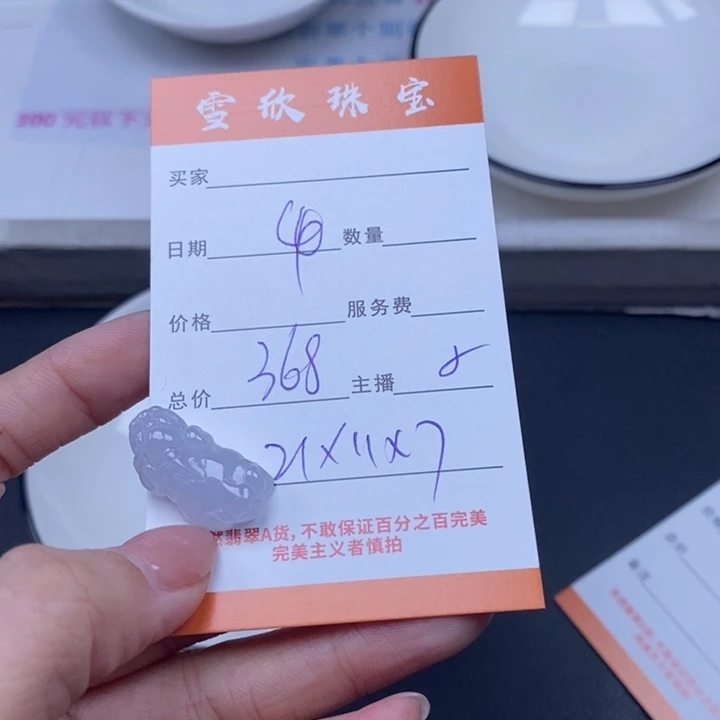 雪欣珠宝
买家
日期 数量
价格 服务费
总价 368 主播
21×11×7
然翡翠A货,不敢保证百分之百完美
完美主义者慎拍